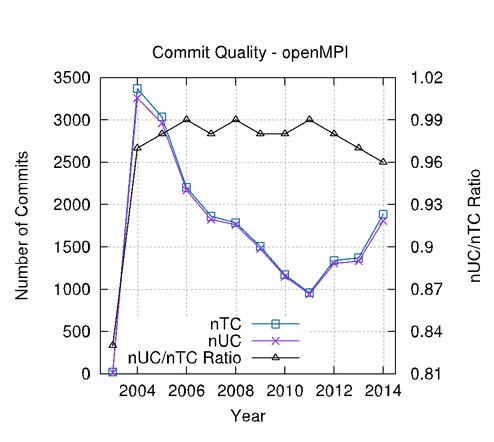 Commit Quality - openMPI
3500
3000
2500
2000
1500
1000
500
0
Number of Commits
1.02
0.99
0.96
0.93
0.9
0.87
0.84
0.81
nUC/nTC Ratio
nTC
nUC
nUC/nTC Ratio
2004 2006 2008 2010 2012 2014
Year